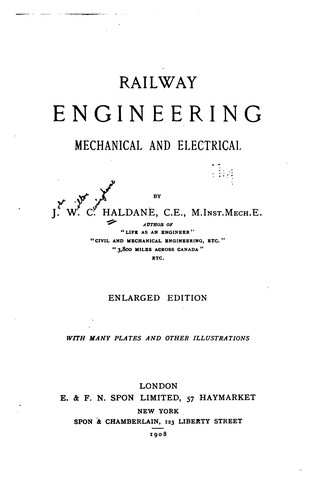 RAILWAY
ENGINEERING
MECHANICAL AND ELECTRICAL
BY
J. W. C. HALDANE, C.E., M.INST.MECH.E.
AUTHOR OF
"LIFE AS AN ENGINEER"
"CIVIL AND MECHANICAL ENGINEERING, ETC."
"3,800 MILES ACROSS CANADA"
ETC.
ENLARGED EDITION
WITH MANY PLATES AND OTHER ILLUSTRATIONS
LONDON
E. & F. N. SPON LIMITED, 57 HAYMARKET
NEW YORK
SPON & CHAMBERLAIN, 123 LIBERTY STREET
1908